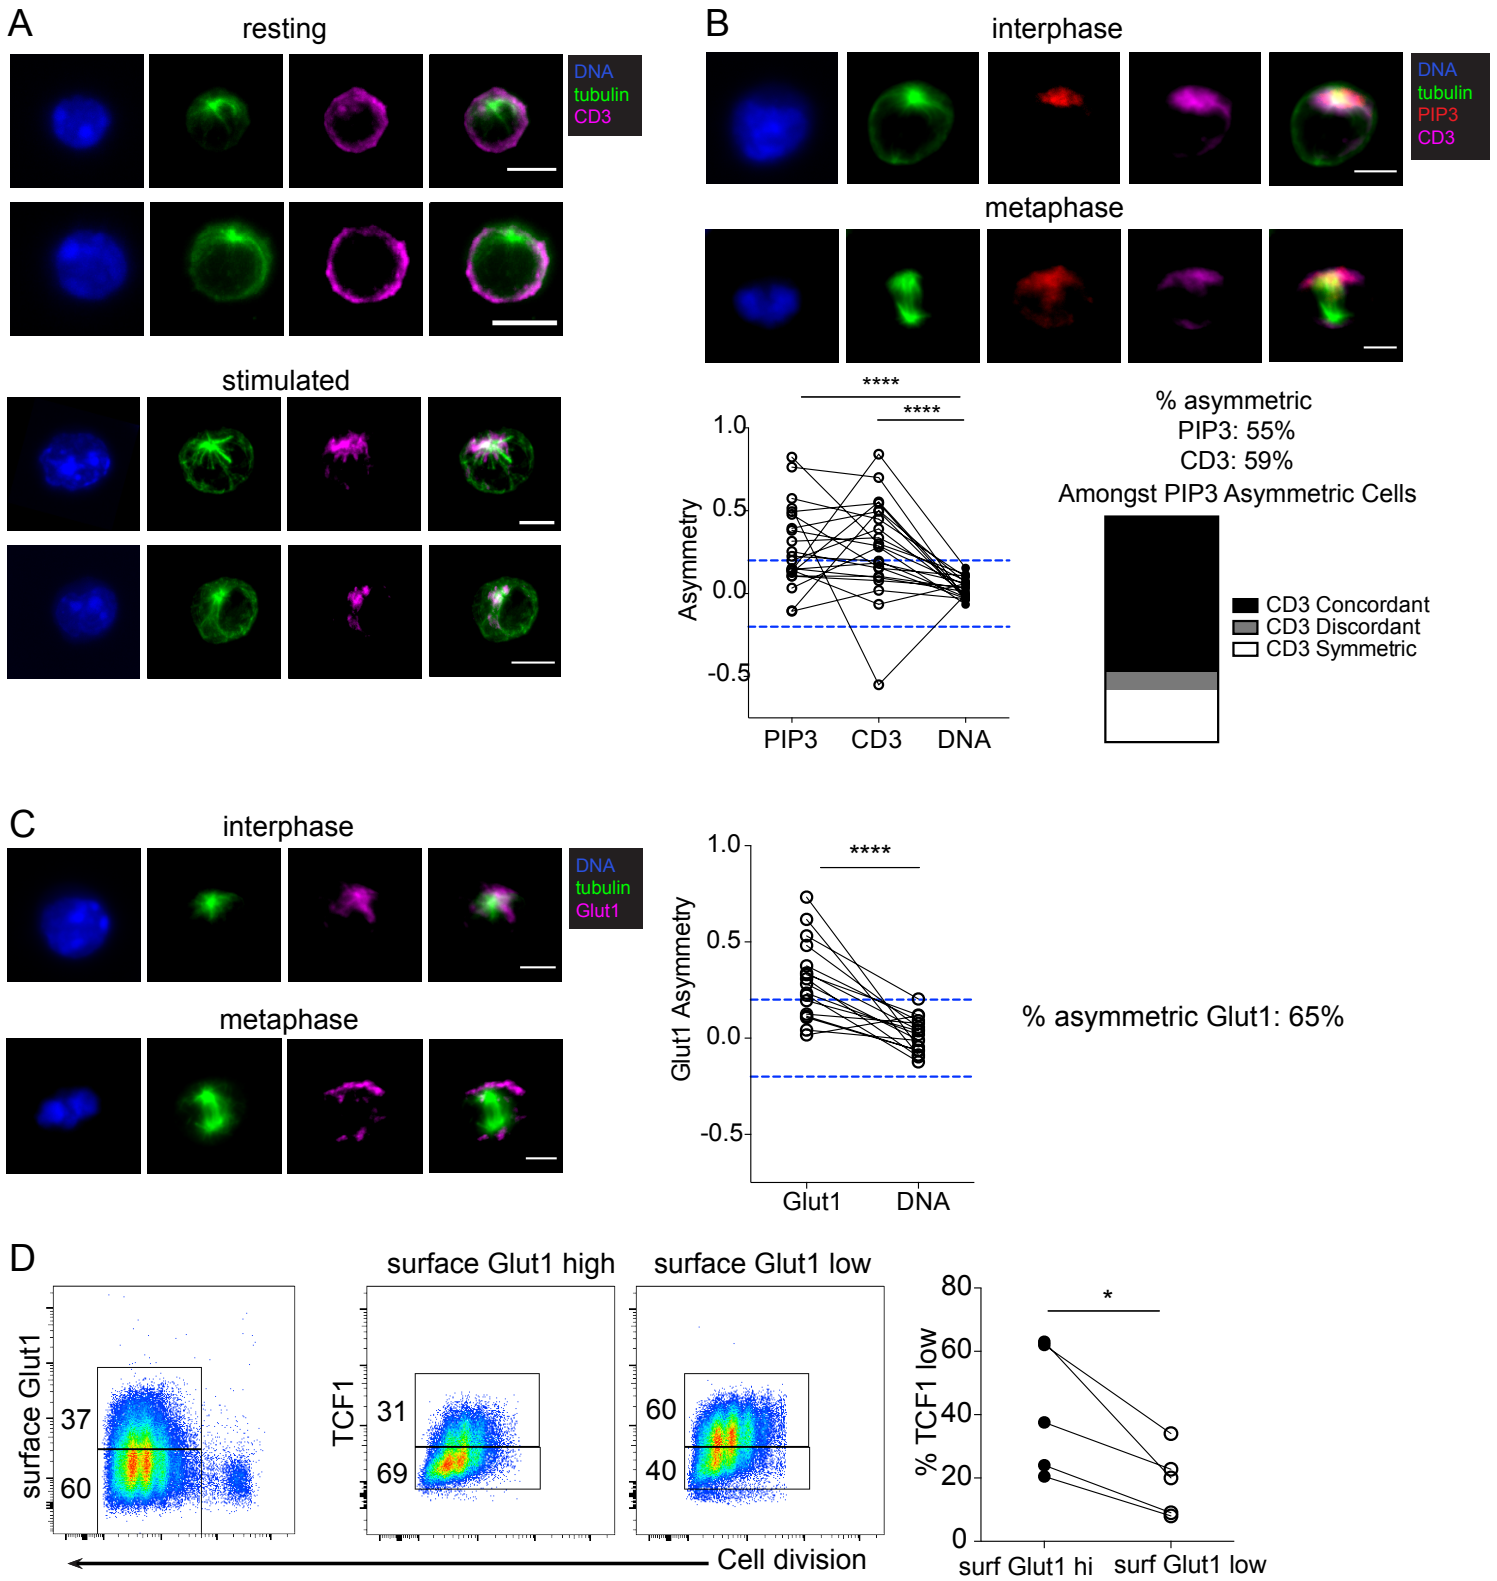 A
resting
DNA
tubulin
CD3
stimulated
B
interphase
DNA
tubulin
PIP3
CD3
metaphase
****
****
1.0
0.5
0.0
-0.5
Asymmetry
PIP3 CD3 DNA
% asymmetric
PIP3: 55%
CD3: 59%
Amongst PIP3 Asymmetric Cells
CD3 Concordant
CD3 Discordant
CD3 Symmetric
C
interphase
DNA
tubulin
Glut1
metaphase
****
1.0
0.5
0.0
-0.5
Glut1 Asymmetry
Glut1 DNA
% asymmetric Glut1: 65%
D
surface Glut1
37
60
surface Glut1 high
TCF1
31
69
surface Glut1 low
60
40
Cell division
*
80
60
40
20
0
% TCF1 low
surf Glut1 hi surf Glut1 low